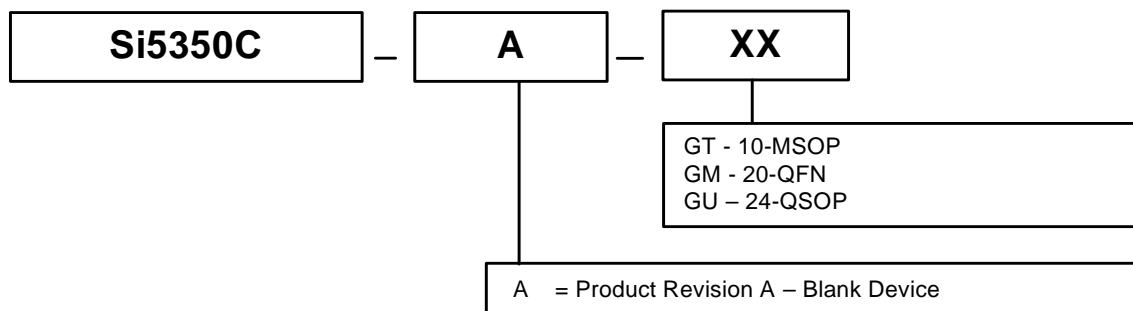 Si5350C – A – XX
GT - 10-MSOP
GM - 20-QFN
GU – 24-QSOP
A = Product Revision A – Blank Device